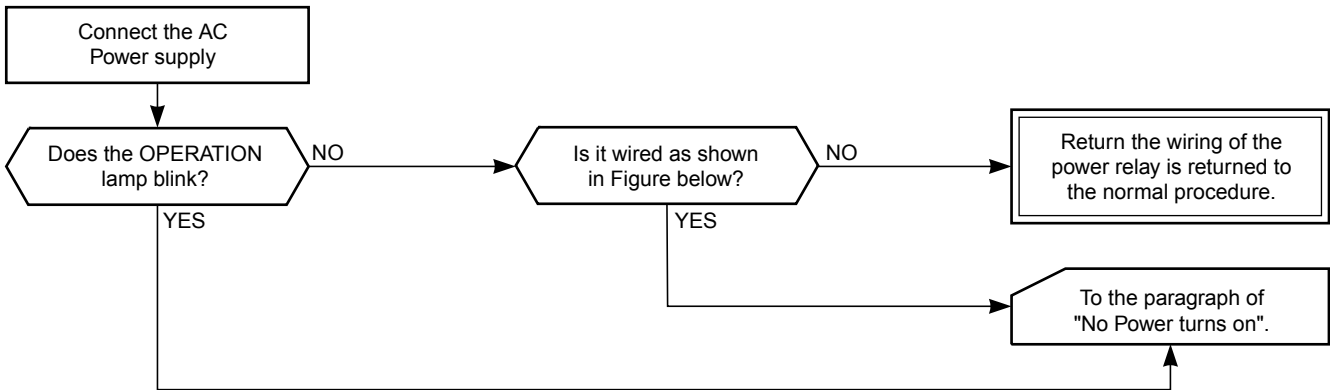 Connect the AC
Power supply
Does the OPERATION
lamp blink?
NO
Is it wired as shown
in Figure below?
NO
Return the wiring of the
power relay is returned to
the normal procedure.
YES
YES
To the paragraph of
"No Power turns on".